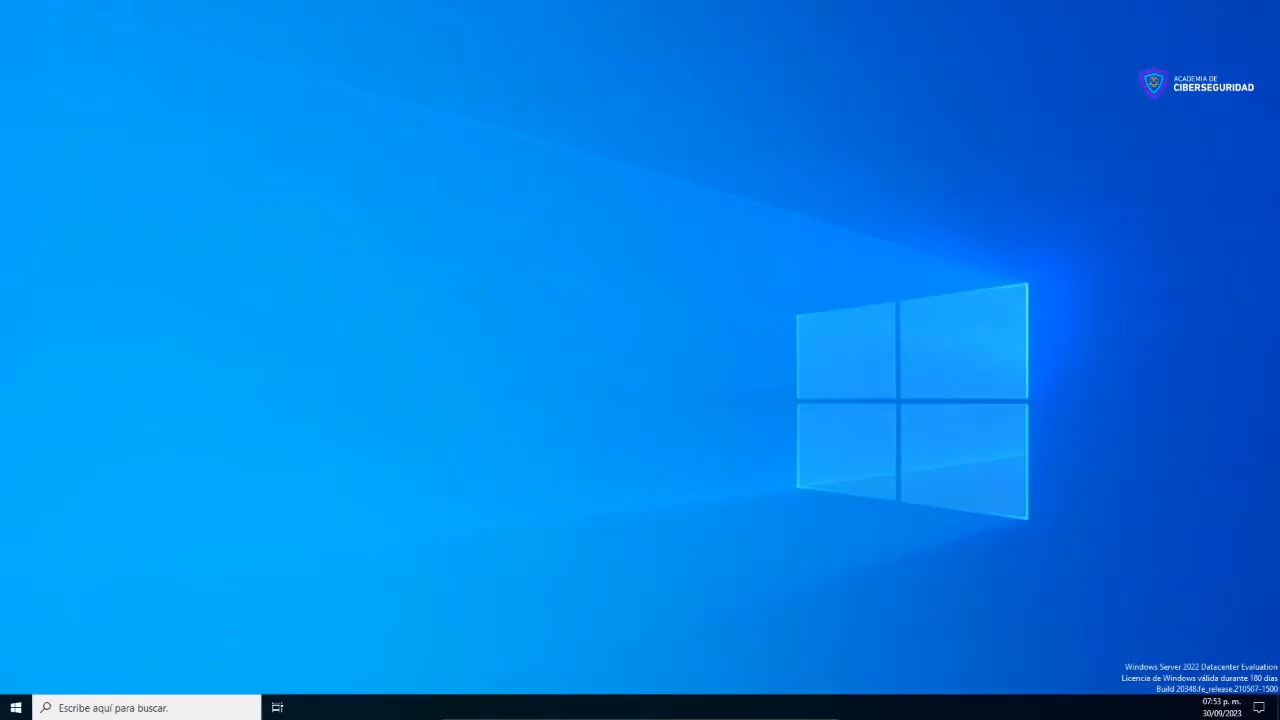 ACADEMIA DE
CIBERSEGURIDAD
Windows Server 2022 Datacenter Evaluation
Licencia de Windows válida durante 180 días
Build 20348.fe_release.210507-1500
Escribe aquí para buscar.
07:53 p. m.
30/09/2023